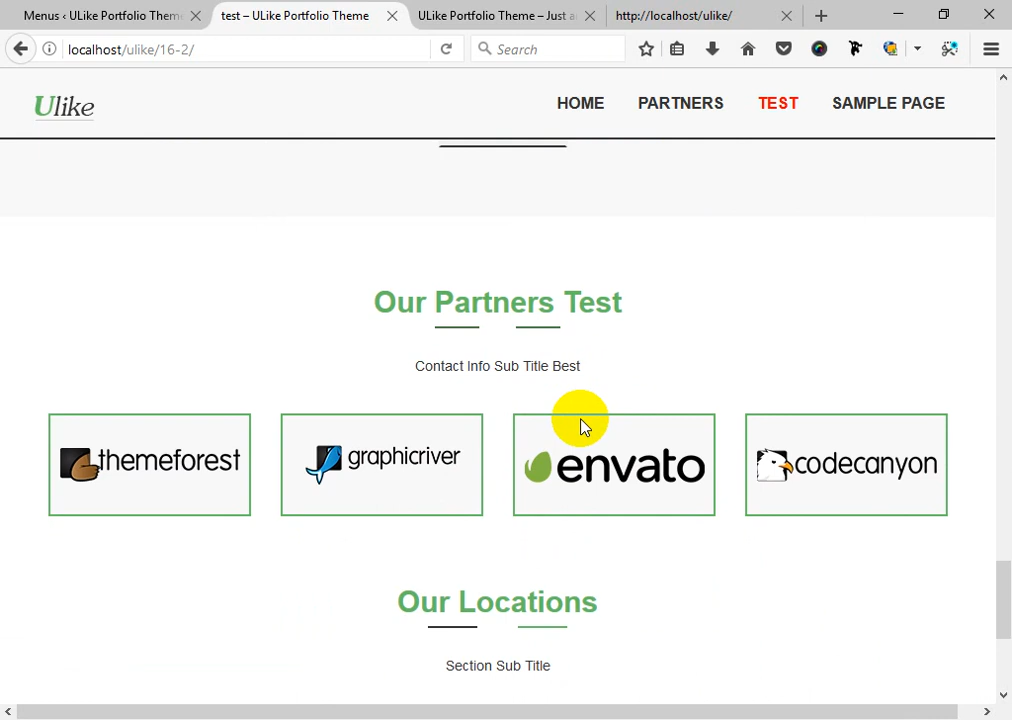 Menus ‹ ULike Portfolio Them
test – ULike Portfolio Theme
ULike Portfolio Theme – Just a
http://localhost/ulike/
localhost/ulike/16-2/
Search
Ulike
HOME
PARTNERS
TEST
SAMPLE PAGE
Our Partners Test
Contact Info Sub Title Best
themeforest
graphicriver
envato
codecanyon
Our Locations
Section Sub Title